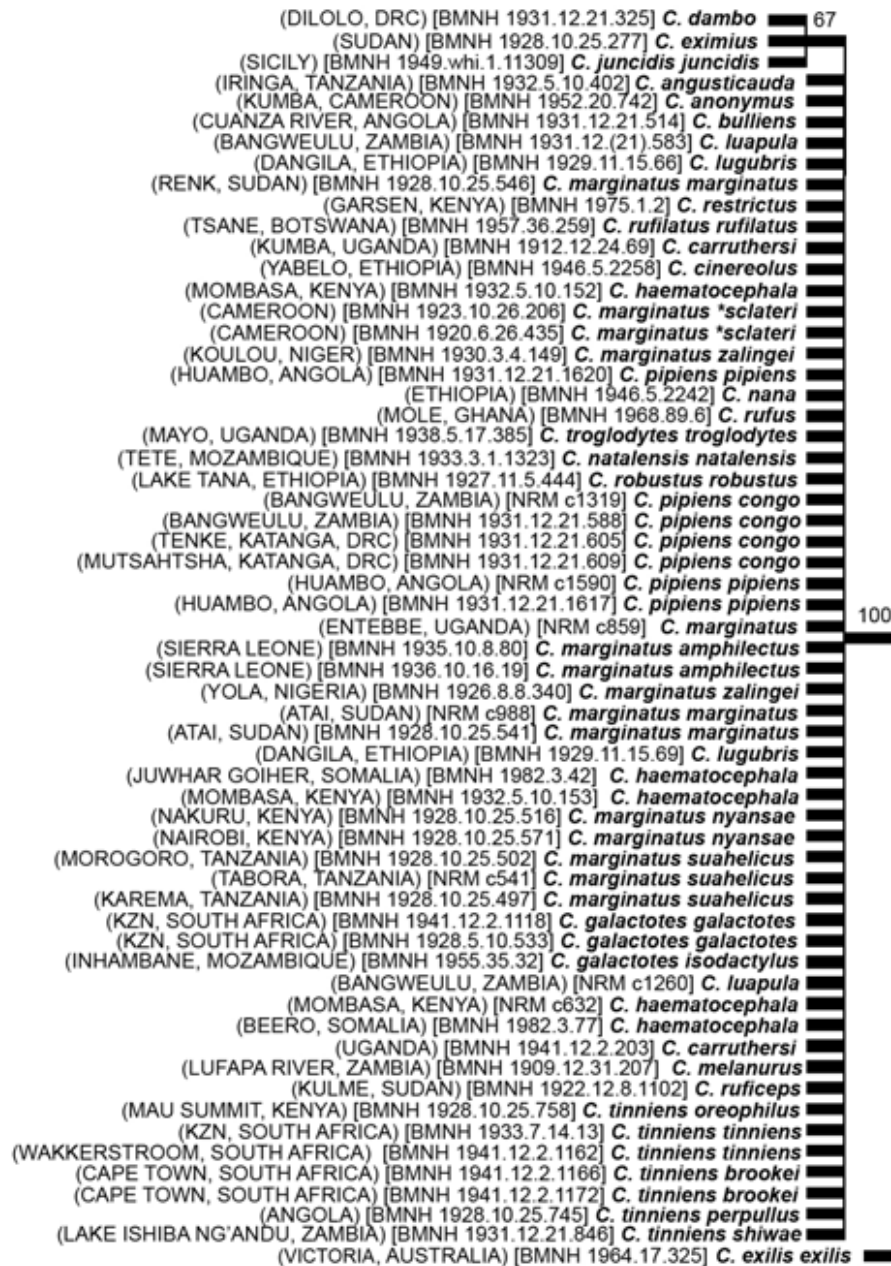 (DILOLO, DRC) [BMNH 1931.12.21.325] C. dambo 67
(SUDAN) [BMNH 1928.10.25.277] C. eximius
(SICILY) [BMNH 1949.whi.1.11309] C. juncidis juncidis
(IRINGA, TANZANIA) [BMNH 1932.5.10.402] C. angusticauda
(KUMBA, CAMEROON) [BMNH 1952.20.742] C. anonymus
(CUANZA RIVER, ANGOLA) [BMNH 1931.12.21.514] C. bulliens
(BANGWEULU, ZAMBIA) [BMNH 1931.12.(21).583] C. luapula
(DANGILA, ETHIOPIA) [BMNH 1929.11.15.66] C. lugubris
(RENK, SUDAN) [BMNH 1928.10.25.546] C. marginatus marginatus
(GARSEN, KENYA) [BMNH 1975.1.2] C. restrictus
(TSANE, BOTSWANA) [BMNH 1957.36.259] C. rufilatus rufilatus
(KUMBA, UGANDA) [BMNH 1912.12.24.69] C. carruthersi
(YABELO, ETHIOPIA) [BMNH 1946.5.2258] C. cinereolus
(MOMBASA, KENYA) [BMNH 1932.5.10.152] C. haematocephala
(CAMEROON) [BMNH 1923.10.26.206] C. marginatus *sclateri
(CAMEROON) [BMNH 1920.6.26.435] C. marginatus *sclateri
(KOULOU, NIGER) [BMNH 1930.3.4.149] C. marginatus zalingei
(HUAMBO, ANGOLA) [BMNH 1931.12.21.1620] C. pipiens pipiens
(ETHIOPIA) [BMNH 1946.5.2242] C. nana
(MOLE, GHANA) [BMNH 1968.89.6] C. rufus
(MAYO, UGANDA) [BMNH 1938.5.17.385] C. troglodytes troglodytes
(TETE, MOZAMBIQUE) [BMNH 1933.3.1.1323] C. natalensis natalensis
(LAKE TANA, ETHIOPIA) [BMNH 1927.11.5.444] C. robustus robustus
(BANGWEULU, ZAMBIA) [NRM c1319] C. pipiens congo
(BANGWEULU, ZAMBIA) [BMNH 1931.12.21.588] C. pipiens congo
(TENKE, KATANGA, DRC) [BMNH 1931.12.21.605] C. pipiens congo
(MUTSAHTSHA, KATANGA, DRC) [BMNH 1931.12.21.609] C. pipiens congo
(HUAMBO, ANGOLA) [NRM c1590] C. pipiens pipiens
(HUAMBO, ANGOLA) [BMNH 1931.12.21.1617] C. pipiens pipiens
100
(ENTEBBE, UGANDA) [NRM c859] C. marginatus
(SIERRA LEONE) [BMNH 1935.10.8.80] C. marginatus amphilectus
(SIERRA LEONE) [BMNH 1936.10.16.19] C. marginatus amphilectus
(YOLA, NIGERIA) [BMNH 1926.8.8.340] C. marginatus zalingei
(ATAI, SUDAN) [NRM c988] C. marginatus marginatus
(ATAI, SUDAN) [BMNH 1928.10.25.541] C. marginatus marginatus
(DANGILA, ETHIOPIA) [BMNH 1929.11.15.69] C. lugubris
(JUWHAR GOIHER, SOMALIA) [BMNH 1982.3.42] C. haematocephala
(MOMBASA, KENYA) [BMNH 1932.5.10.153] C. haematocephala
(NAKURU, KENYA) [BMNH 1928.10.25.516] C. marginatus nyansae
(NAIROBI, KENYA) [BMNH 1928.10.25.571] C. marginatus nyansae
(MOROGORO, TANZANIA) [BMNH 1928.10.25.502] C. marginatus suahelicus
(TABORA, TANZANIA) [NRM c541] C. marginatus suahelicus
(KAREMA, TANZANIA) [BMNH 1928.10.25.497] C. marginatus suahelicus
(KZN, SOUTH AFRICA) [BMNH 1941.12.2.1118] C. galactotes galactotes
(KZN, SOUTH AFRICA) [BMNH 1928.5.10.533] C. galactotes galactotes
(INHAMBANE, MOZAMBIQUE) [BMNH 1955.35.32] C. galactotes isodactylus
(BANGWEULU, ZAMBIA) [NRM c1260] C. luapula
(MOMBASA, KENYA) [NRM c632] C. haematocephala
(BEERO, SOMALIA) [BMNH 1982.3.77] C. haematocephala
(UGANDA) [BMNH 1941.12.2.203] C. carruthersi
(LUFAPA RIVER, ZAMBIA) [BMNH 1909.12.31.207] C. melanurus
(KULME, SUDAN) [BMNH 1922.12.8.1102] C. ruficeps
(MAU SUMMIT, KENYA) [BMNH 1928.10.25.758] C. tinniens oreophilus
(KZN, SOUTH AFRICA) [BMNH 1933.7.14.13] C. tinniens tinniens
(WAKKERSTROOM, SOUTH AFRICA) [BMNH 1941.12.2.1162] C. tinniens tinniens
(CAPE TOWN, SOUTH AFRICA) [BMNH 1941.12.2.1166] C. tinniens brookei
(CAPE TOWN, SOUTH AFRICA) [BMNH 1941.12.2.1172] C. tinniens brookei
(ANGOLA) [BMNH 1928.10.25.745] C. tinniens perpullus
(LAKE ISHIBA NG'ANDU, ZAMBIA) [BMNH 1931.12.21.846] C. tinniens shiwae
(VICTORIA, AUSTRALIA) [BMNH 1964.17.325] C. exilis exilis